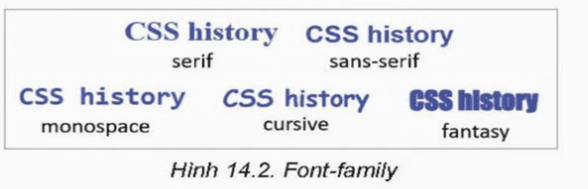 CSS history CSS history
serif sans-serif
CSS history CSS history CSS history
monospace cursive fantasy
Hình 14.2. Font-family